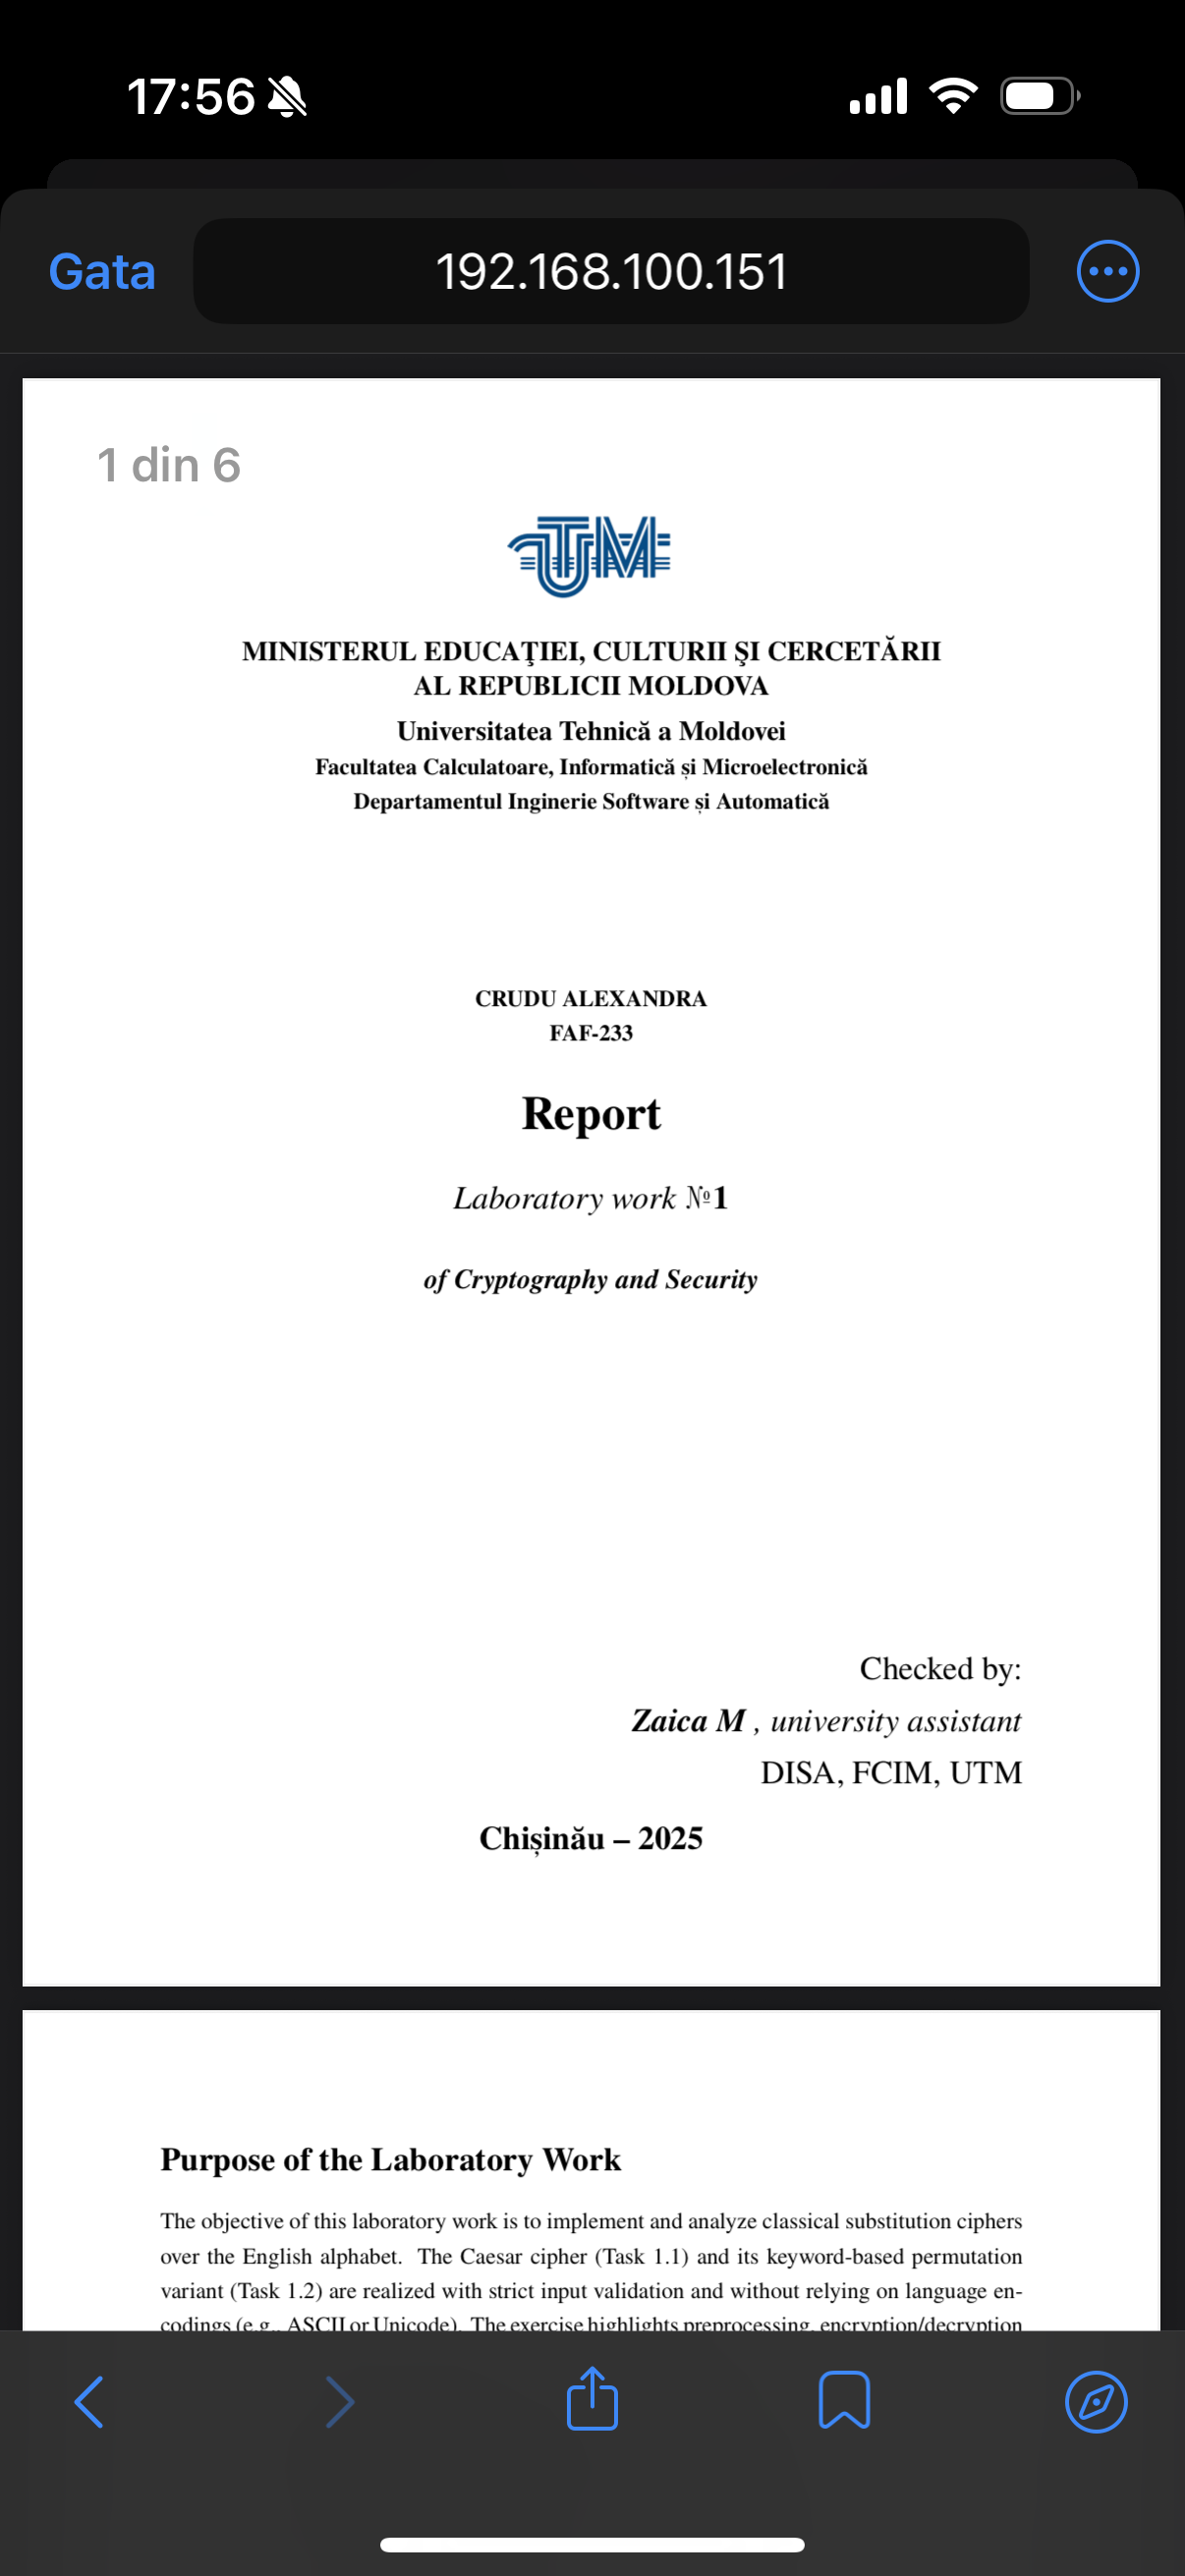 17:56
Gata
192.168.100.151
1 din 6
UTM
MINISTERUL EDUCAŢIEI, CULTURII ŞI CERCETĂRII
AL REPUBLICII MOLDOVA
Universitatea Tehnică a Moldovei
Facultatea Calculatoare, Informatică și Microelectronică
Departamentul Inginerie Software și Automatică
CRUDU ALEXANDRA
FAF-233
Report
Laboratory work №1
of Cryptography and Security
Checked by:
Zaica M , university assistant
DISA, FCIM, UTM
Chișinău – 2025
Purpose of the Laboratory Work
The objective of this laboratory work is to implement and analyze classical substitution ciphers
over the English alphabet. The Caesar cipher (Task 1.1) and its keyword-based permutation
variant (Task 1.2) are realized with strict input validation and without relying on language en-
codings (e.g., ASCII or Unicode). The exercise highlights preprocessing, encryption/decryption